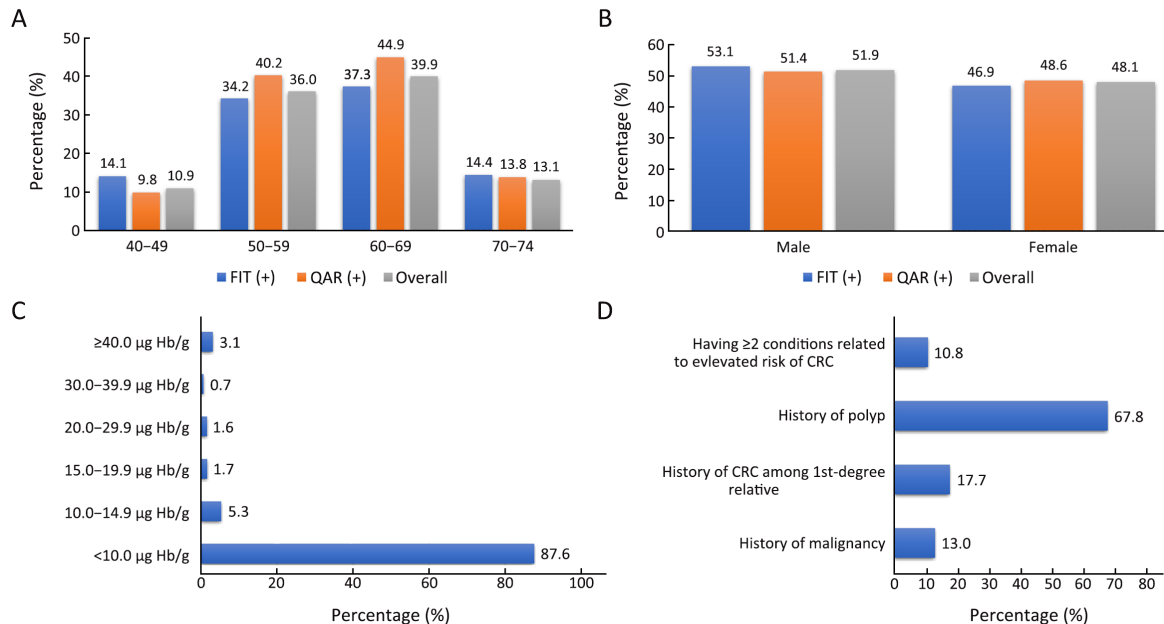 A
Percentage (%)
50
40
30
20
10
0
14.1
9.8
10.9
34.2
40.2
36.0
37.3
44.9
39.9
14.4
13.8
13.1
40–49
50–59
60–69
70–74
FIT (+) QAR (+) Overall
B
Percentage (%)
60
50
40
30
20
10
0
53.1
51.4
51.9
46.9
48.6
48.1
Male
Female
FIT (+) QAR (+) Overall
C
≥40.0 µg Hb/g
3.1
30.0–39.9 µg Hb/g
0.7
20.0–29.9 µg Hb/g
1.6
15.0–19.9 µg Hb/g
1.7
10.0–14.9 µg Hb/g
5.3
<10.0 µg Hb/g
87.6
0 20 40 60 80 100
Percentage (%)
D
Having ≥2 conditions related
to evlevated risk of CRC
10.8
History of polyp
67.8
History of CRC among 1st-degree
relative
17.7
History of malignancy
13.0
0 10 20 30 40 50 60 70 80
Percentage (%)